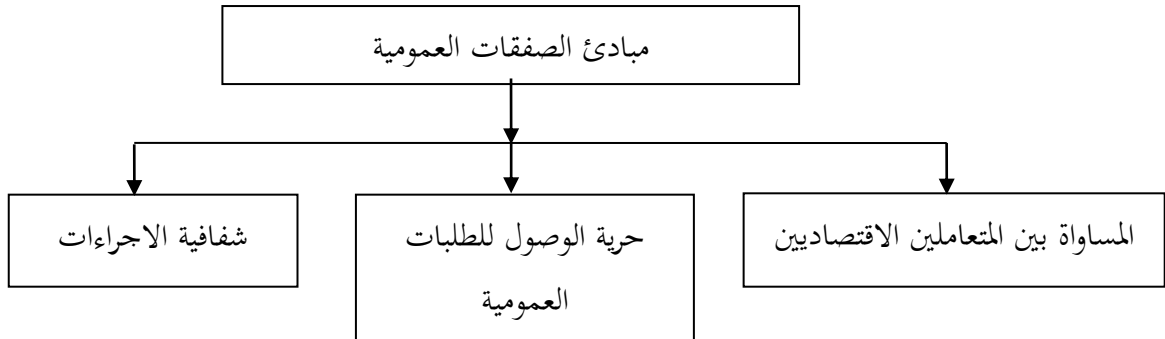 مبادئ الصفقات العمومية
المساواة بين المتعاملين الاقتصاديين
حرية الوصول للطلبات
العمومية
شفافية الاجراءات